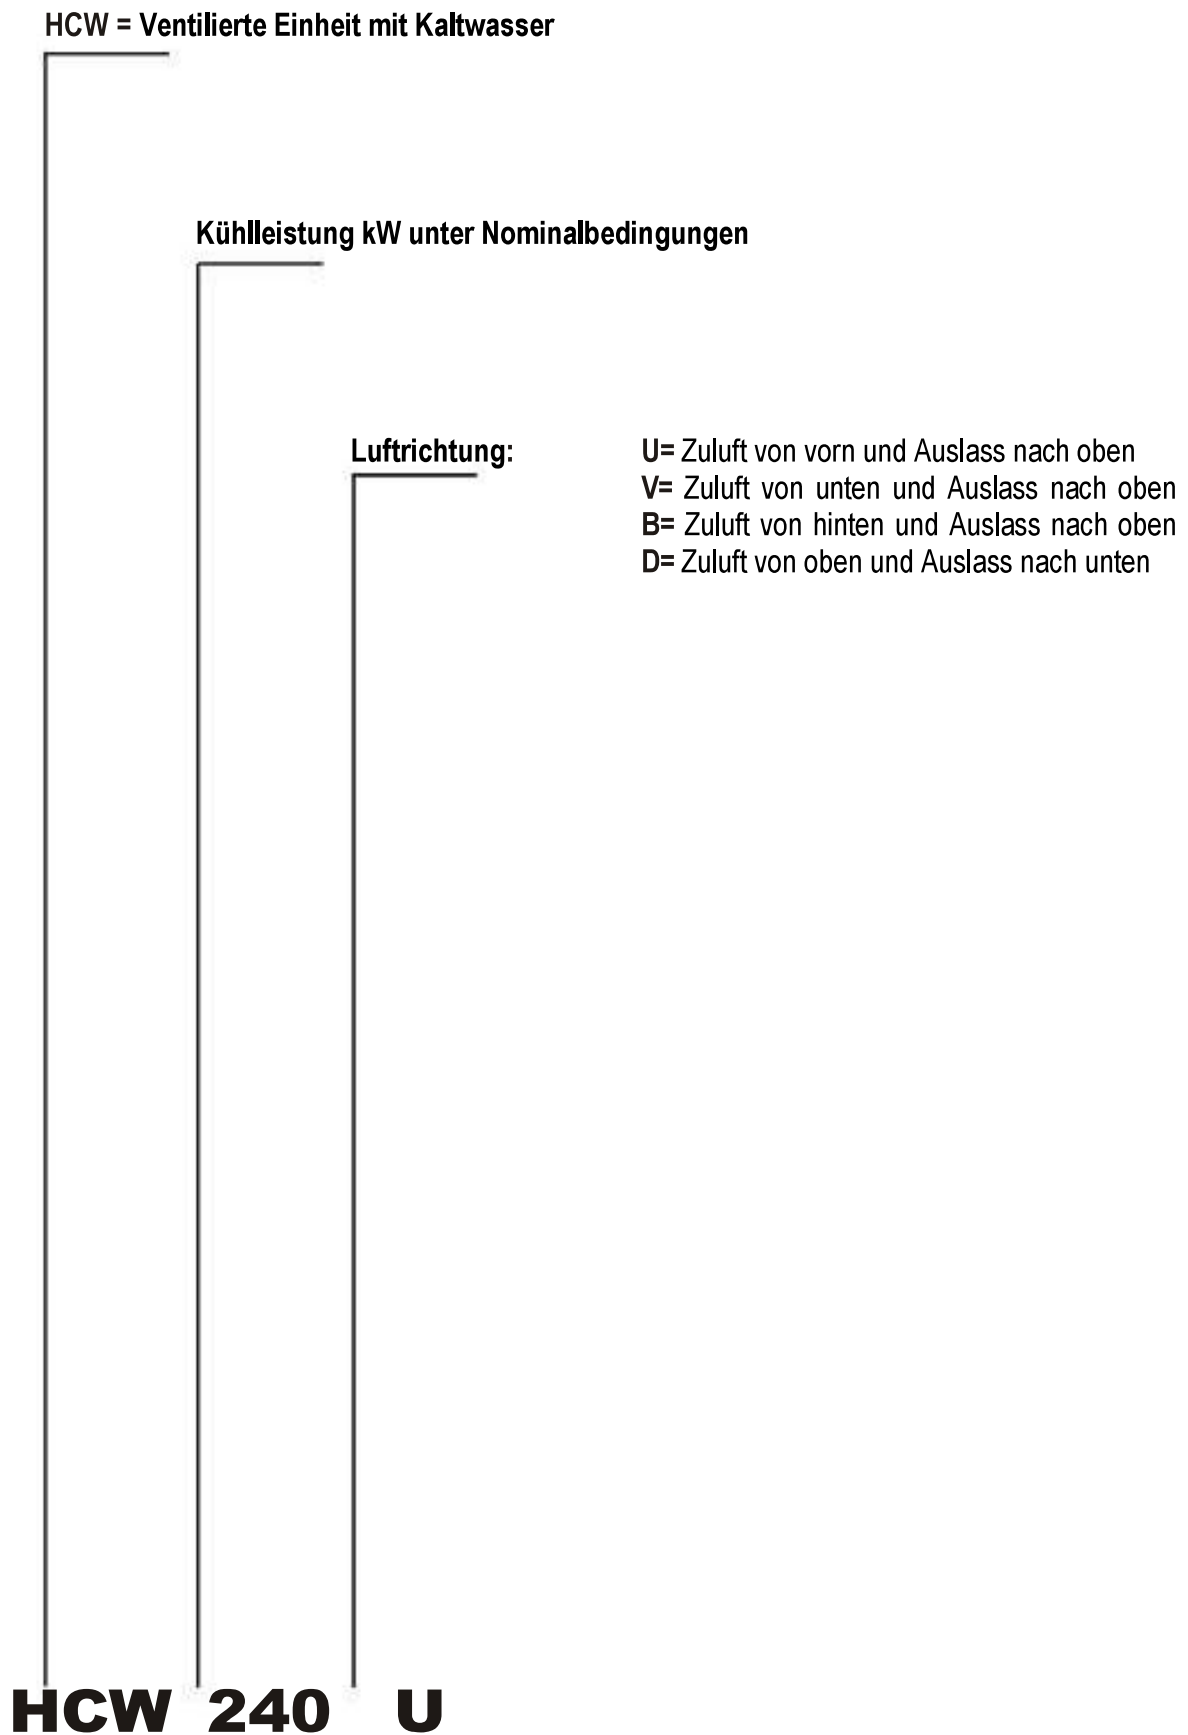 HCW = Ventilierte Einheit mit Kaltwasser
Kühlleistung kW unter Nominalbedingungen
Luftrichtung: U= Zuluft von vorn und Auslass nach oben
V= Zuluft von unten und Auslass nach oben
B= Zuluft von hinten und Auslass nach oben
D= Zuluft von oben und Auslass nach unten
HCW 240 U